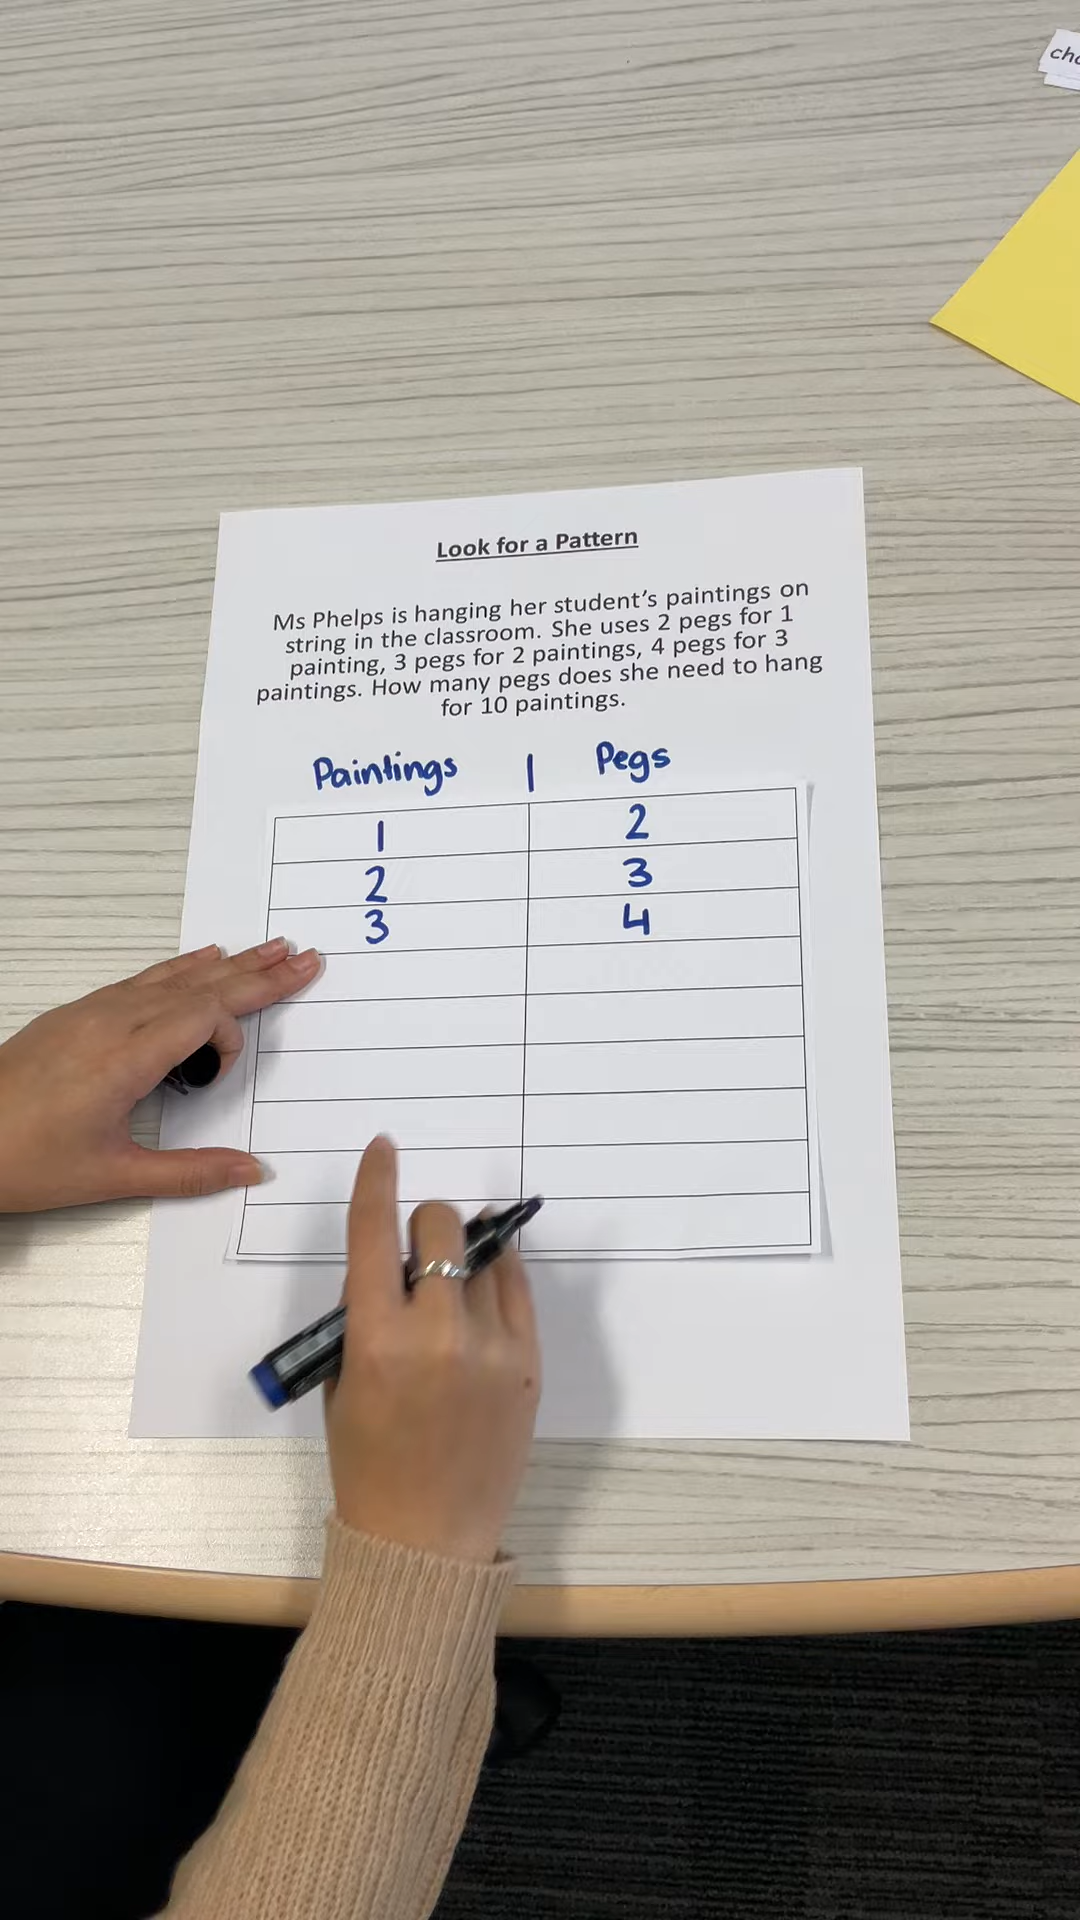 Look for a Pattern
Ms Phelps is hanging her student's paintings on
string in the classroom. She uses 2 pegs for 1
painting, 3 pegs for 2 paintings, 4 pegs for 3
paintings. How many pegs does she need to hang
for 10 paintings.
Paintings | Pegs
1 2
2 3
3 4